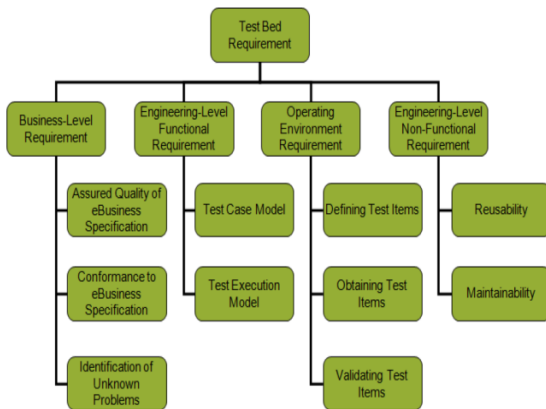 Test Bed
Requirement
Business-Level
Requirement
Engineering-Level
Functional
Requirement
Operating
Environment
Requirement
Engineering-Level
Non-Functional
Requirement
Assured Quality of
eBusiness
Specification
Test Case Model
Defining Test Items
Reusability
Conformance to
eBusiness
Specification
Test Execution
Model
Obtaining Test
Items
Maintainability
Identification of
Unknown
Problems
Validating Test
Items